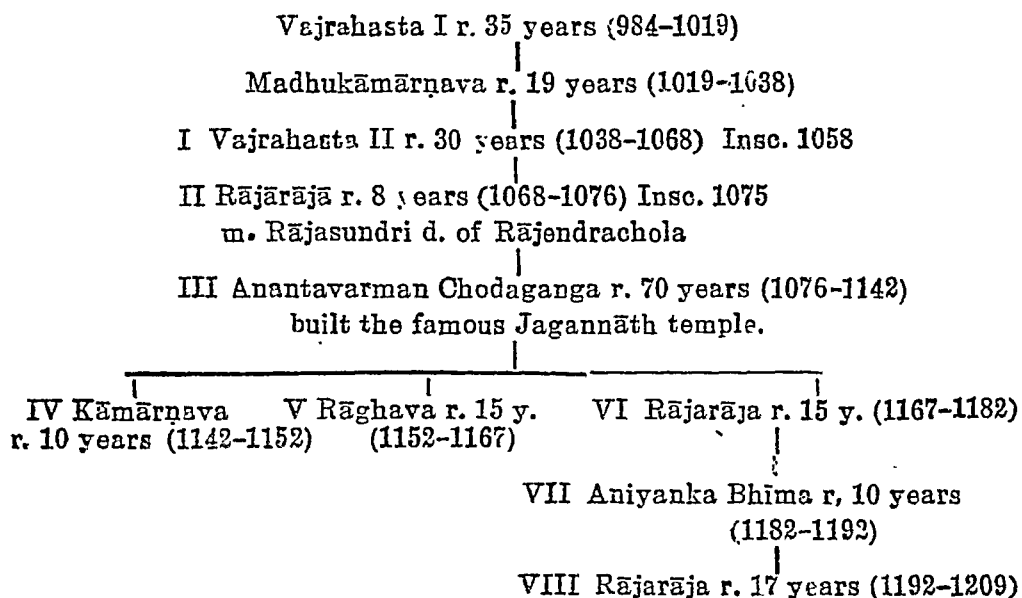 Vajrahasta I r. 35 years (984-1019)
Madhukāmārṇava r. 19 years (1019-1038)
I Vajrahasta II r. 30 years (1038-1068) Insc. 1058
II Rājārājā r. 8 years (1068-1076) Insc. 1075
m. Rājasundri d. of Rājendrachola
III Anantavarman Chodaganga r. 70 years (1076-1142)
built the famous Jagannāth temple.
IV Kāmārṇava V Rāghava r. 15 y. VI Rājarāja r. 15 y. (1167-1182)
r. 10 years (1142-1152) (1152-1167)
VII Aniyanka Bhīma r, 10 years
(1182-1192)
VIII Rājarāja r. 17 years (1192-1209)